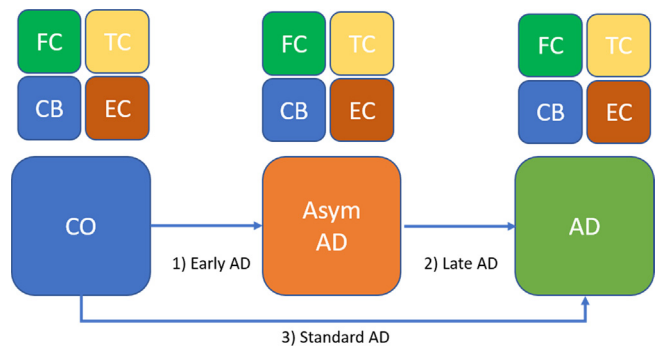 FC TC FC TC FC TC
CB EC CB EC CB EC
CO Asym AD AD
1) Early AD 2) Late AD
3) Standard AD